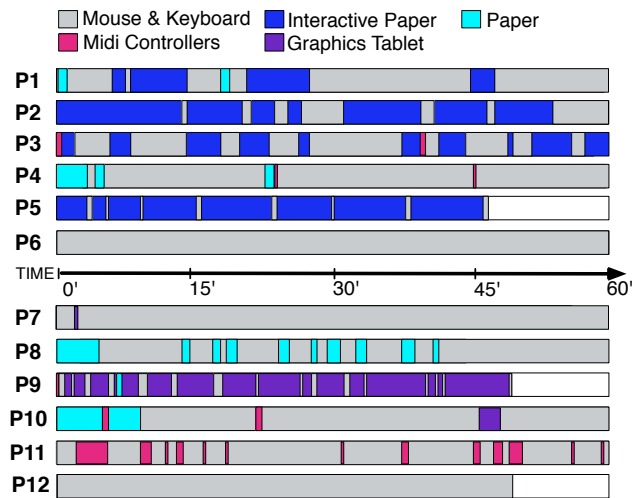 Mouse & Keyboard Interactive Paper Paper
Midi Controllers Graphics Tablet
P1
P2
P3
P4
P5
P6
TIME 0' 15' 30' 45' 60'
P7
P8
P9
P10
P11
P12